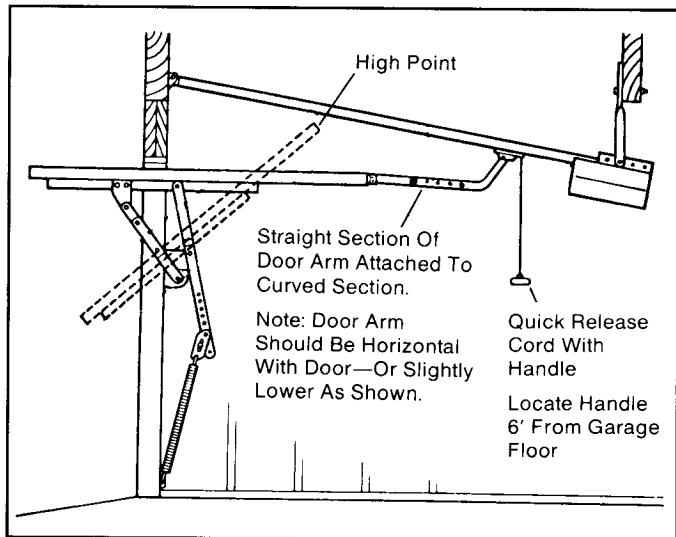 High Point
Straight Section Of
Door Arm Attached To
Curved Section.
Note: Door Arm
Should Be Horizontal
With Door—Or Slightly
Lower As Shown.
Quick Release
Cord With
Handle
Locate Handle
6' From Garage
Floor